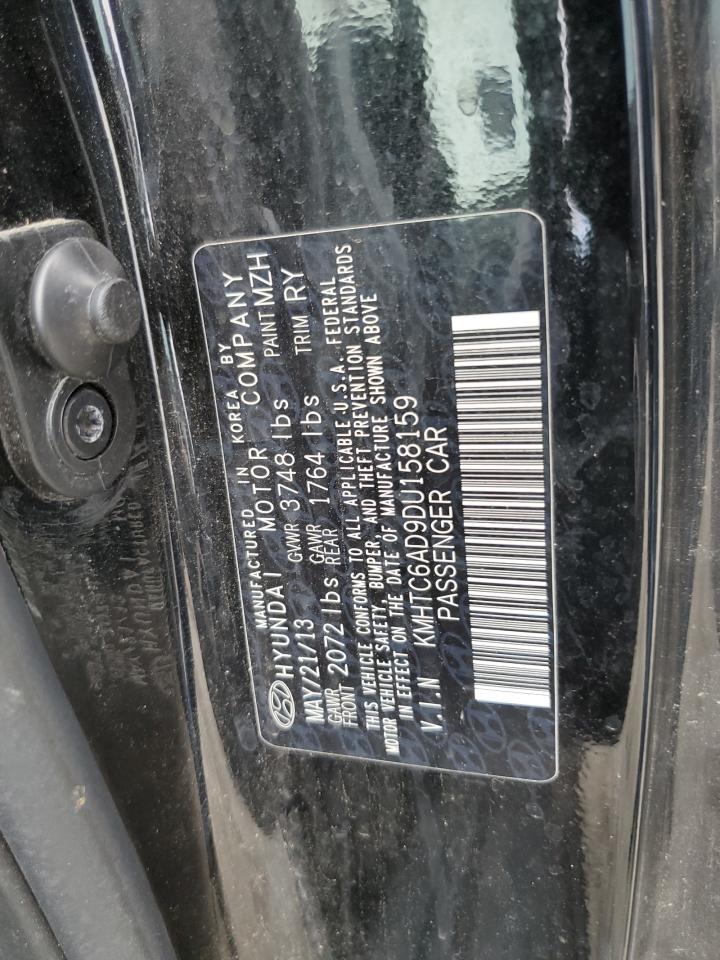 MANUFACTURED IN KOREA BY
HYUNDAI MOTOR COMPANY
MAY/21/13 GVWR 3748 lbs PAINT MZH
GAWR FRONT 2072 lbs GAWR REAR 1764 lbs TRIM RY
THIS VEHICLE CONFORMS TO ALL APPLICABLE U.S.A. FEDERAL
MOTOR VEHICLE SAFETY, BUMPER, AND THEFT PREVENTION STANDARDS
IN EFFECT ON THE DATE OF MANUFACTURE SHOWN ABOVE
V.I.N KMHTC6AD9DU158159
PASSENGER CAR